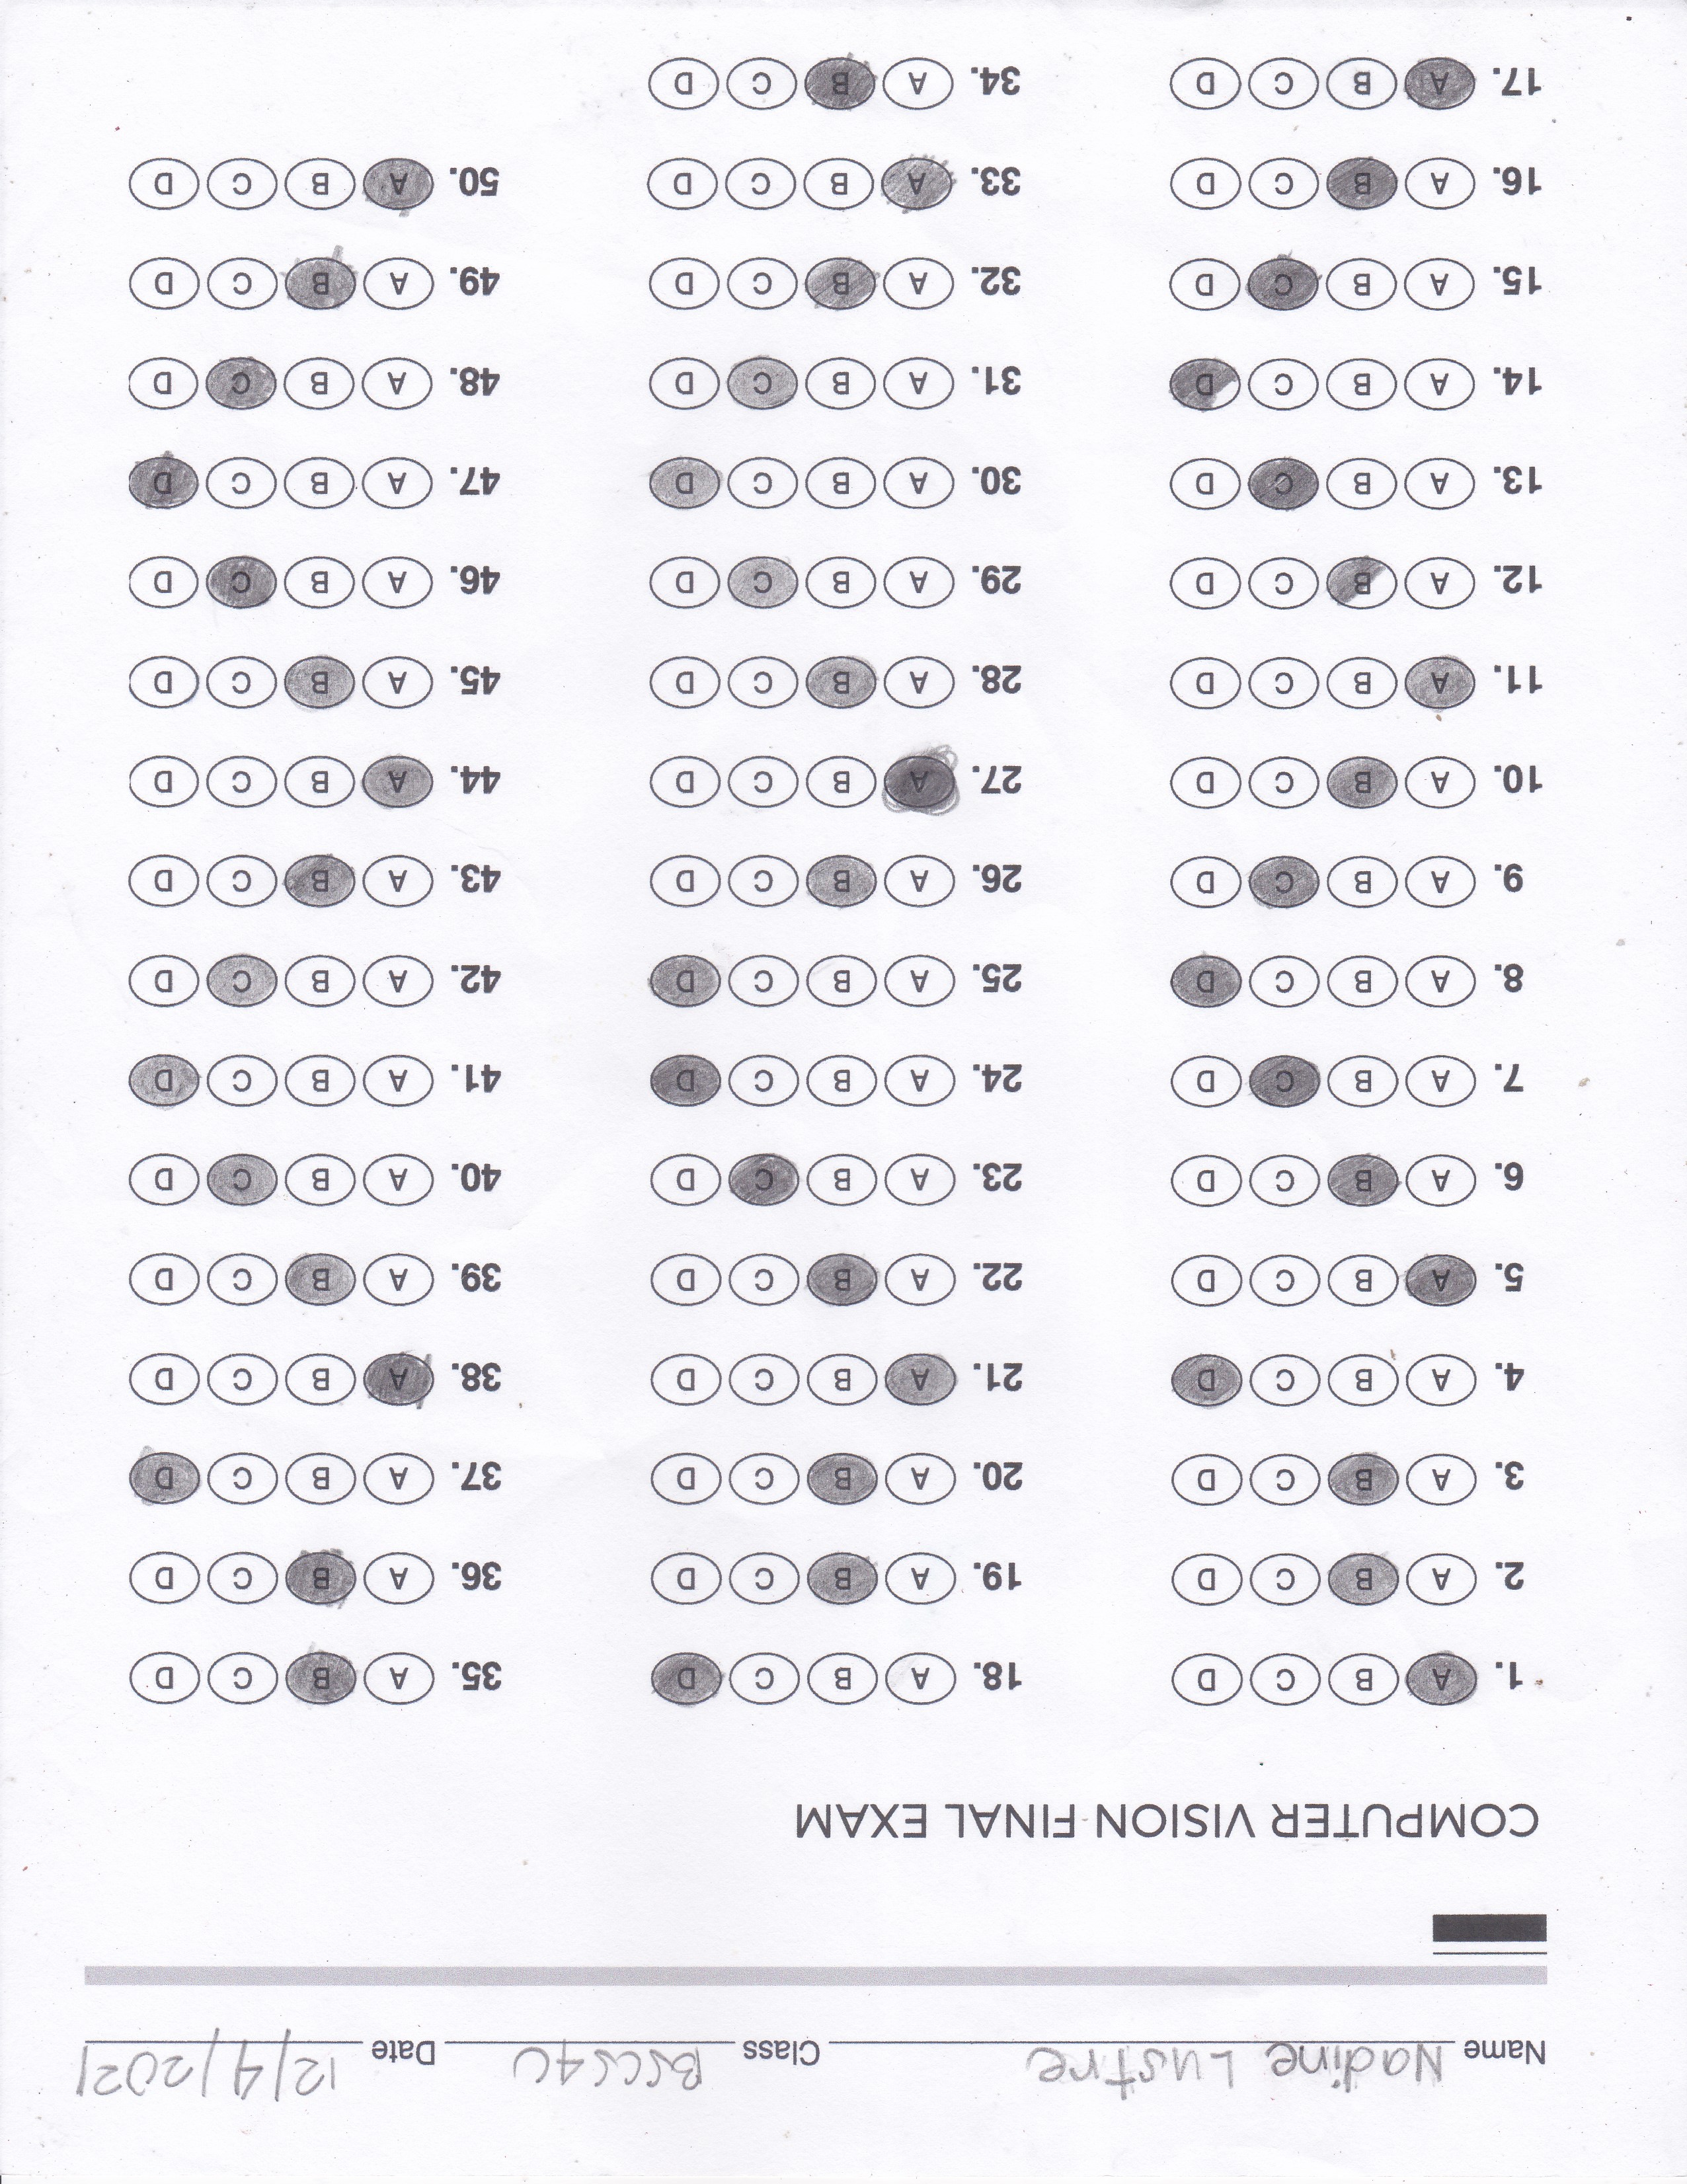 Name Nadine Lustre Class BSCS4C Date 12/4/2021
COMPUTER VISION FINAL EXAM
1. A B C D
2. A B C D
3. A B C D
4. A B C D
5. A B C D
6. A B C D
7. A B C D
8. A B C D
9. A B C D
10. A B C D
11. A B C D
12. A B C D
13. A B C D
14. A B C D
15. A B C D
16. A B C D
17. A B C D
18. A B C D
19. A B C D
20. A B C D
21. A B C D
22. A B C D
23. A B C D
24. A B C D
25. A B C D
26. A B C D
27. A B C D
28. A B C D
29. A B C D
30. A B C D
31. A B C D
32. A B C D
33. A B C D
34. A B C D
35. A B C D
36. A B C D
37. A B C D
38. A B C D
39. A B C D
40. A B C D
41. A B C D
42. A B C D
43. A B C D
44. A B C D
45. A B C D
46. A B C D
47. A B C D
48. A B C D
49. A B C D
50. A B C D